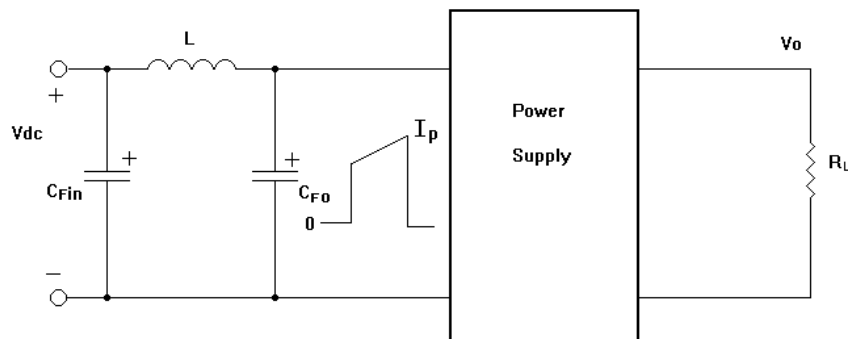 L
Vo
+
Vdc
Power
Supply
Ip
+
CFin
+
CFo
0
RL
−